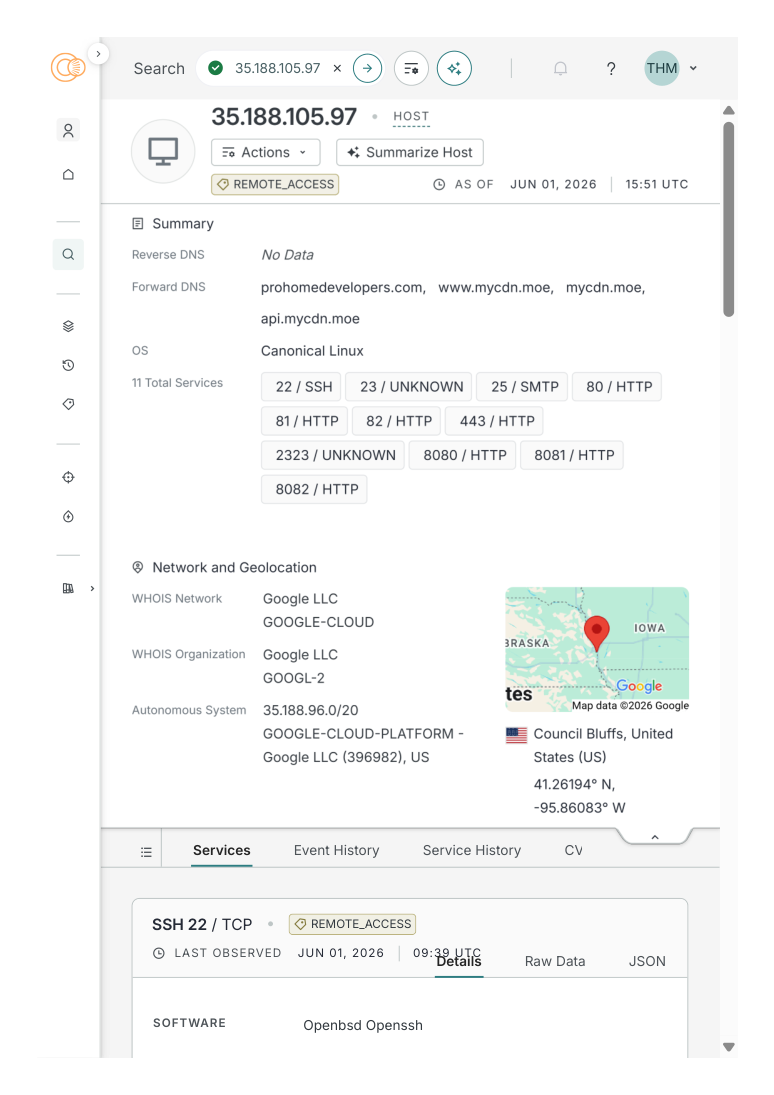 Search 35.188.105.97 × ? THM
35.188.105.97 • HOST
Actions Summarize Host
REMOTE_ACCESS AS OF JUN 01, 2026 15:51 UTC
Summary
Reverse DNS No Data
Forward DNS prohomedevelopers.com, www.mycdn.moe, mycdn.moe,
api.mycdn.moe
OS Canonical Linux
11 Total Services 22 / SSH 23 / UNKNOWN 25 / SMTP 80 / HTTP
81 / HTTP 82 / HTTP 443 / HTTP
2323 / UNKNOWN 8080 / HTTP 8081 / HTTP
8082 / HTTP
Network and Geolocation
WHOIS Network Google LLC
GOOGLE-CLOUD
WHOIS Organization Google LLC
GOOGL-2
Autonomous System 35.188.96.0/20
GOOGLE-CLOUD-PLATFORM -
Google LLC (396982), US
IOWA
BRASKA
Google
tes
Map data ©2026 Google
Council Bluffs, United
States (US)
41.26194° N,
-95.86083° W
Services Event History Service History CV
SSH 22 / TCP • REMOTE_ACCESS
LAST OBSERVED JUN 01, 2026 09:39 UTC
Details Raw Data JSON
SOFTWARE Openbsd Openssh